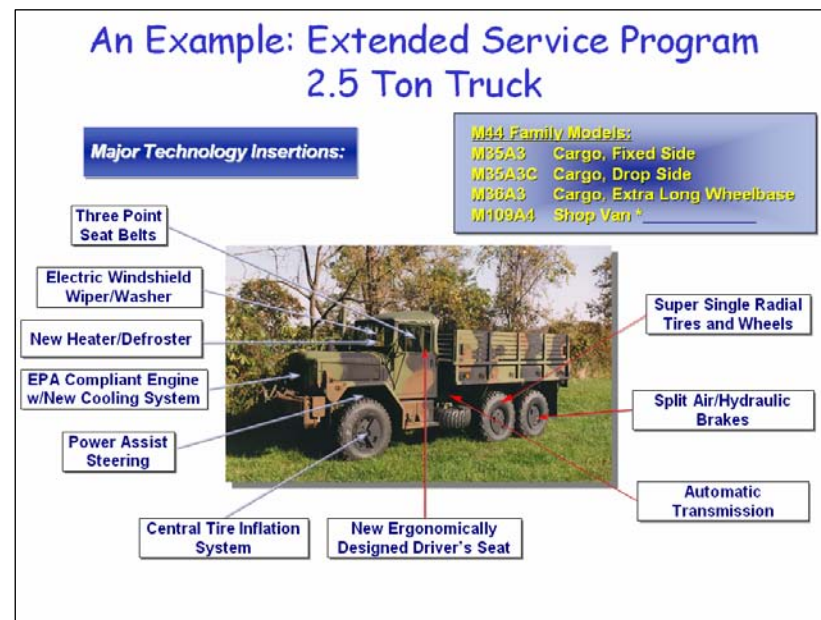 An Example: Extended Service Program
2.5 Ton Truck
Major Technology Insertions:
M44 Family Models:
M35A3 Cargo, Fixed Side
M35A3C Cargo, Drop Side
M36A3 Cargo, Extra Long Wheelbase
M109A4 Shop Van *____________
Three Point
Seat Belts
Electric Windshield
Wiper/Washer
New Heater/Defroster
EPA Compliant Engine
w/New Cooling System
Power Assist
Steering
Central Tire Inflation
System
New Ergonomically
Designed Driver's Seat
Super Single Radial
Tires and Wheels
Split Air/Hydraulic
Brakes
Automatic
Transmission